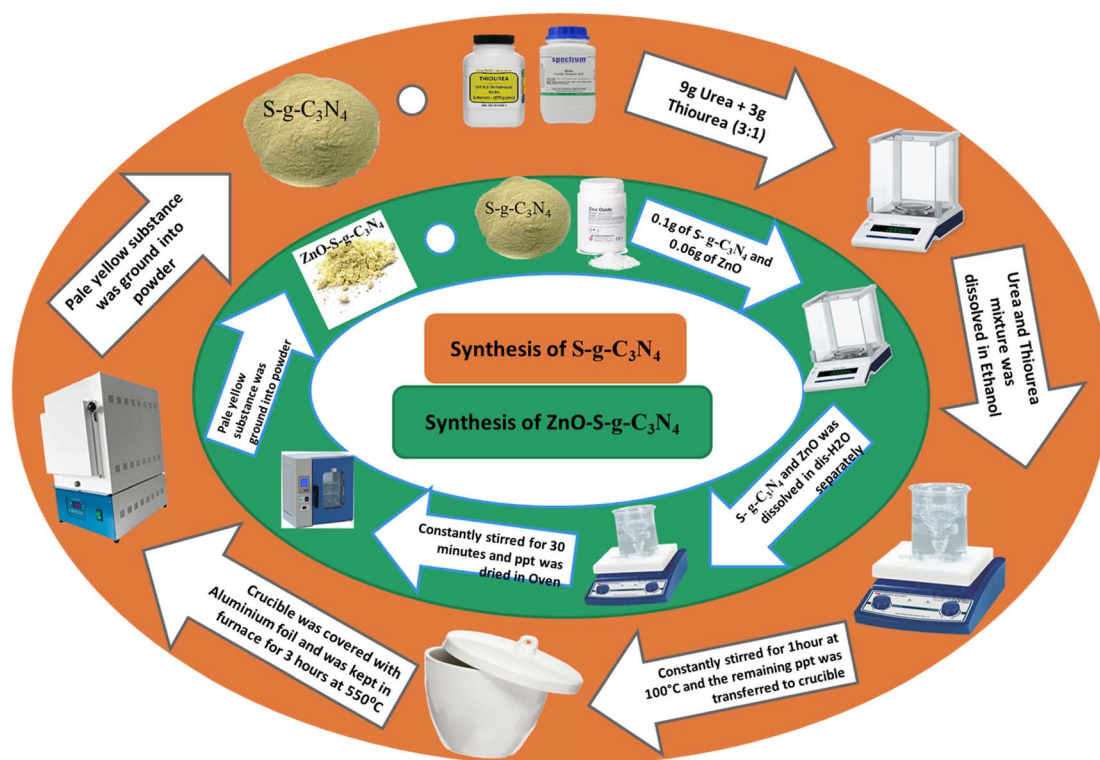 THIOUREA
spectrum
9g Urea + 3g
Thiourea (3:1)
Urea and Thiourea
mixture was
dissolved in Ethanol
Constantly stirred for 1hour at
100°C and the remaining ppt was
transferred to crucible
Crucible was covered with
Aluminium foil and was kept in
furnace for 3 hours at 550⁰C
Pale yellow substance
was ground into
powder
S-g-C₃N₄
S-g-C₃N₄
Zinc Oxide
0.1g of S- g-C₃N₄ and
0.06g of ZnO
S- g-C₃N₄ and ZnO was
dissolved in dis-H2O
separately
Constantly stirred for 30
minutes and ppt was
dried in Oven
Pale yellow
substance was
ground into powder
ZnO-S-g-C₃N₄
Synthesis of S-g-C₃N₄
Synthesis of ZnO-S-g-C₃N₄